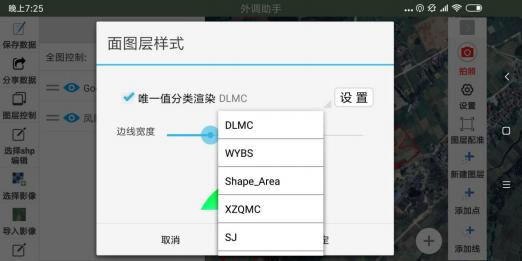 晚上7:25
外调助手
保存数据
分享数据
图层控制
选择shp
编辑
选择影像
导入影像
全图控制:
Go
凤
面图层样式
唯一值分类渲染 DLMC 设置
边线宽度
DLMC
WYBS
Shape_Area
XZQMC
SJ
取消
定
拍照
设置
图层配准
新建图层
添加点
添加线